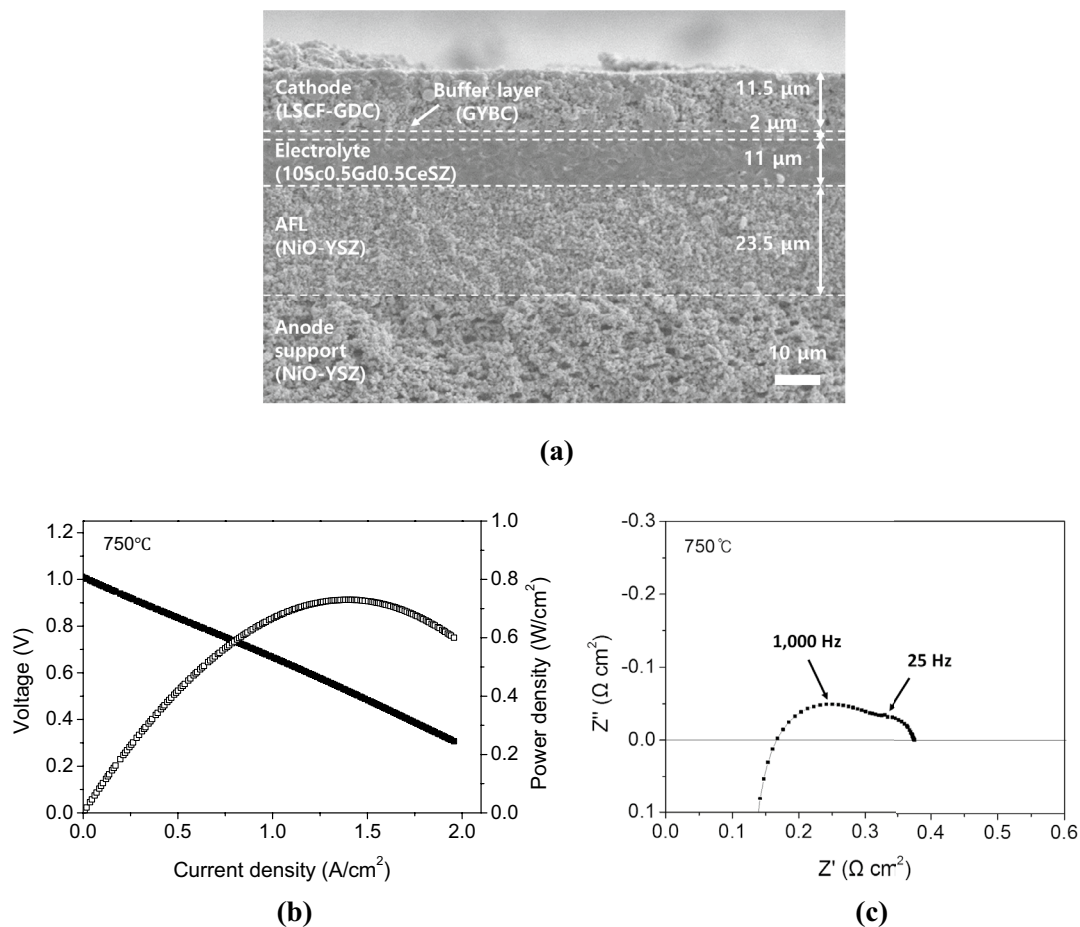 Cathode
(LSCF-GDC)
Buffer layer
(GYBC)
11.5 μm
2 μm
Electrolyte
(10Sc0.5Gd0.5CeSZ)
11 μm
AFL
(NiO-YSZ)
23.5 μm
Anode
support
(NiO-YSZ)
10 μm
(a)
750℃
Voltage (V)
1.2
1.0
0.8
0.6
0.4
0.2
0.0
Power density (W/cm²)
1.0
0.8
0.6
0.4
0.2
0.0
0.0 0.5 1.0 1.5 2.0
Current density (A/cm²)
(b)
750℃
Z'' (Ω cm²)
-0.3
-0.2
-0.1
0.0
0.1
1,000 Hz
25 Hz
0.0 0.1 0.2 0.3 0.4 0.5 0.6
Z' (Ω cm²)
(c)